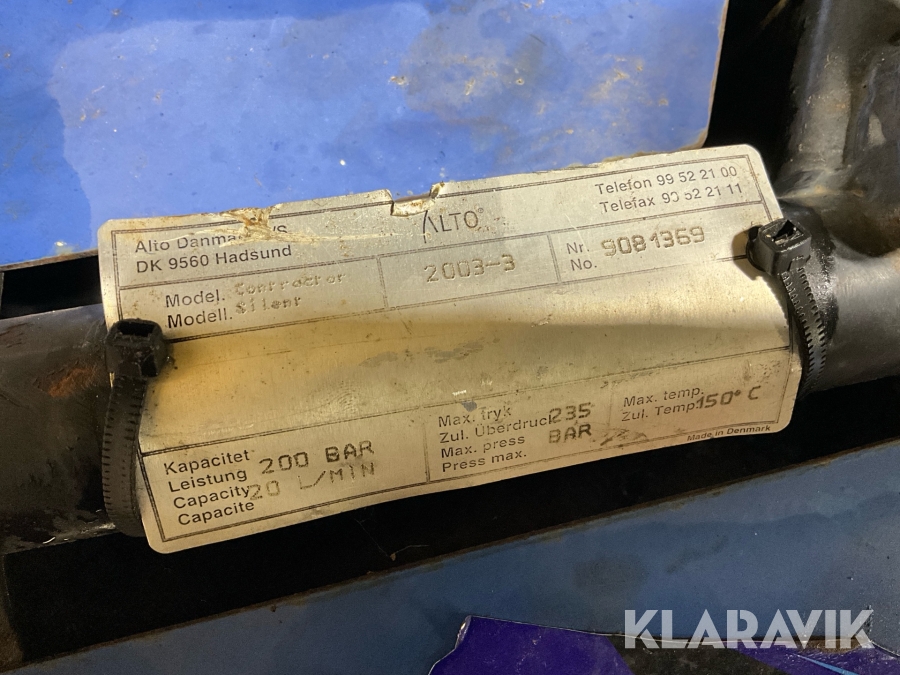 Alto Danmark A/S
DK 9560 Hadsund
ALTO
Telefon 99 52 21 00
Telefax 99 52 21 11
Model. Contractor
Modell. Silent
2003-3
Nr. 9081369
No.
Kapacitet
Leistung
Capacity
Capacite
200 BAR
20 L/MIN
Max. tryk
Zul. Überdruck
Max. press
Press max.
235
BAR
Max. temp.
Zul. Temp.
150° C
Made in Denmark
KLARAVIK